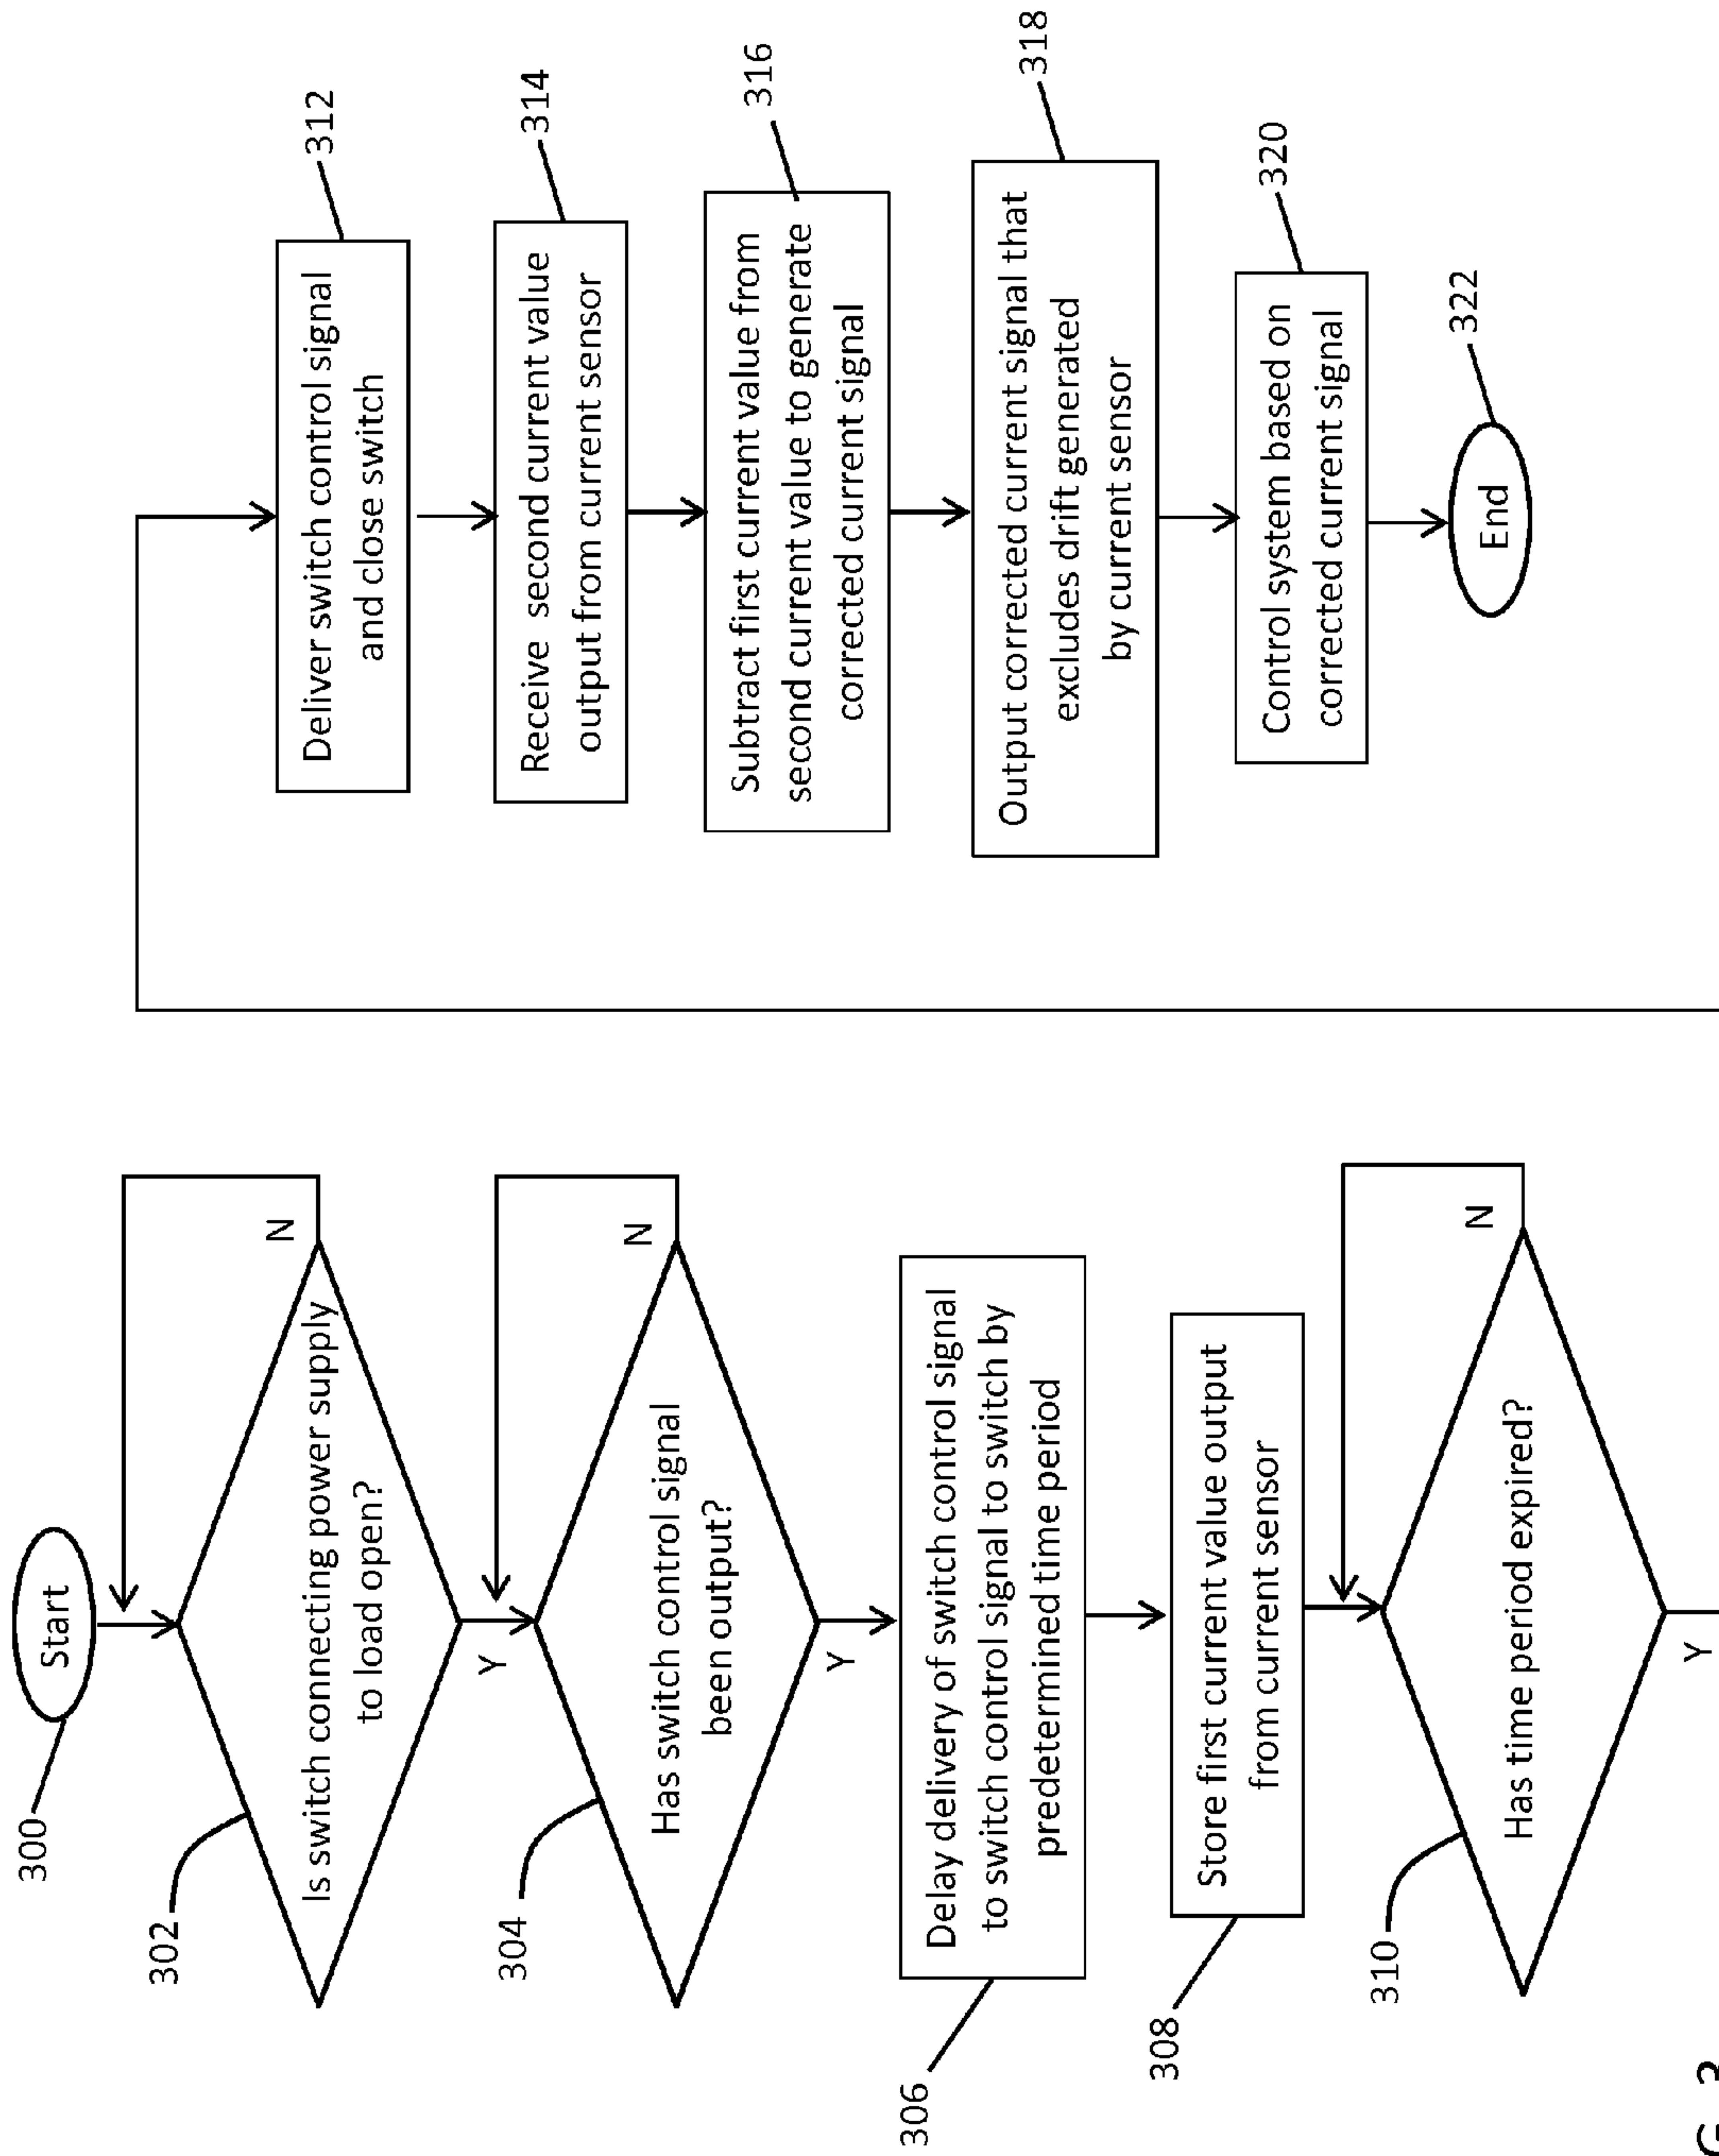 Start
300
Is switch connecting power supply
to load open?
302
N
Y
Has switch control signal
been output?
304
N
Y
Delay delivery of switch control signal
to switch control signal to switch by
predetermined time period
306
Store first current value output
from current sensor
308
Has time period expired?
310
N
Y
Deliver switch control signal
and close switch
312
Receive second current value
output from current sensor
314
Subtract first current value from
second current value to generate
corrected current signal
316
Output corrected current signal that
excludes drift generated
by current sensor
318
Control system based on
corrected current signal
320
End
322
G. 3